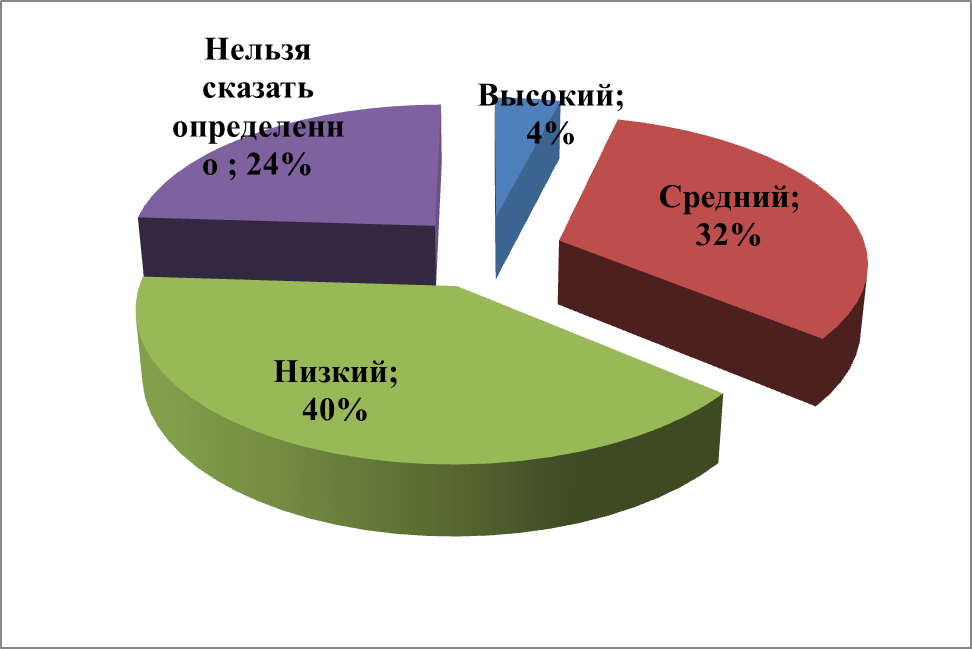 Нельзя
сказать
определенн
о ; 24%
Высокий;
4%
Средний;
32%
Низкий;
40%